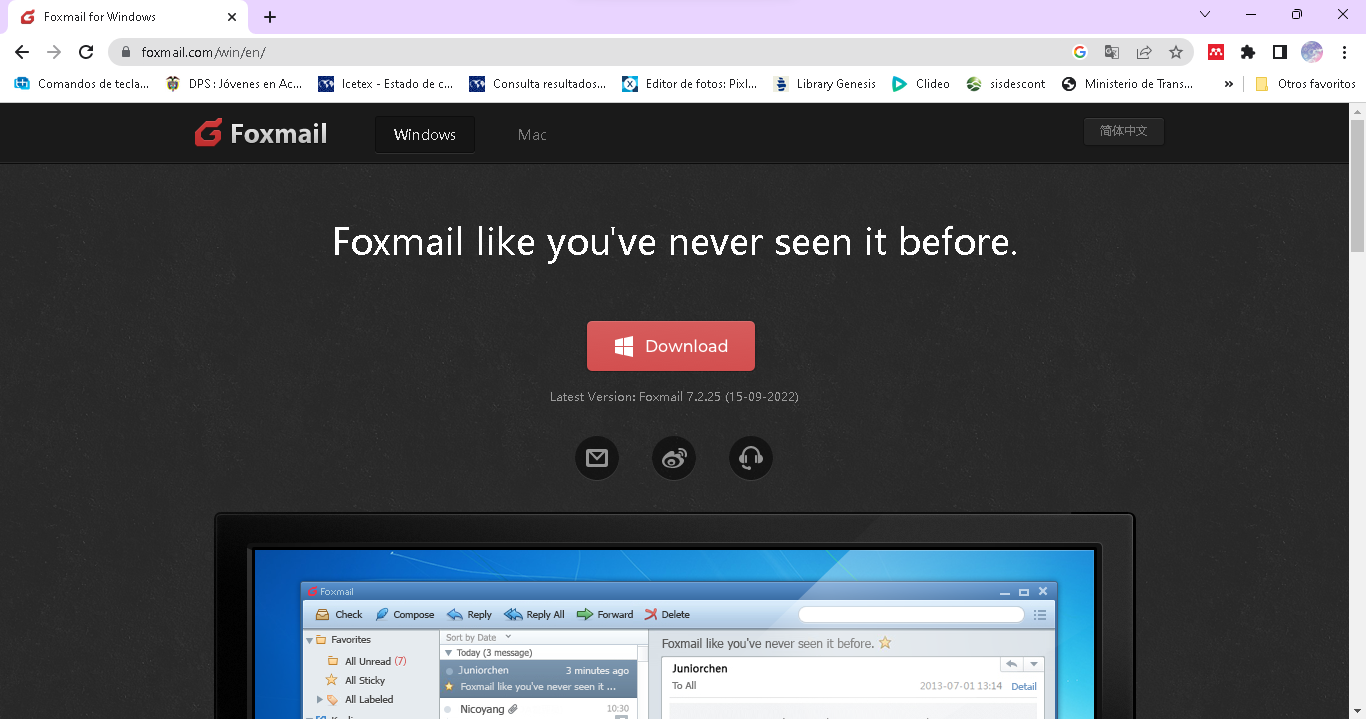 Foxmail for Windows
foxmail.com/win/en/
Comandos de tecla...
DPS : Jóvenes en Ac...
Icetex - Estado de c...
Consulta resultados...
Editor de fotos: Pixl...
Library Genesis
Clideo
sisdescont
Ministerio de Trans...
»
Otros favoritos
Foxmail
Windows
Mac
简体中文
Foxmail like you've never seen it before.
Download
Latest Version: Foxmail 7.2.25 (15-09-2022)
Foxmail
Check
Compose
Reply
Reply All
Forward
Delete
Favorites
All Unread (7)
All Sticky
All Labeled
Sort by Date
Today (3 message)
Juniorchen 3 minutes ago
Foxmail like you've never seen it ...
Nicoyang 10:30
Foxmail like you've never seen it before.
Juniorchen
To All
2013-07-01 13:14 Detail